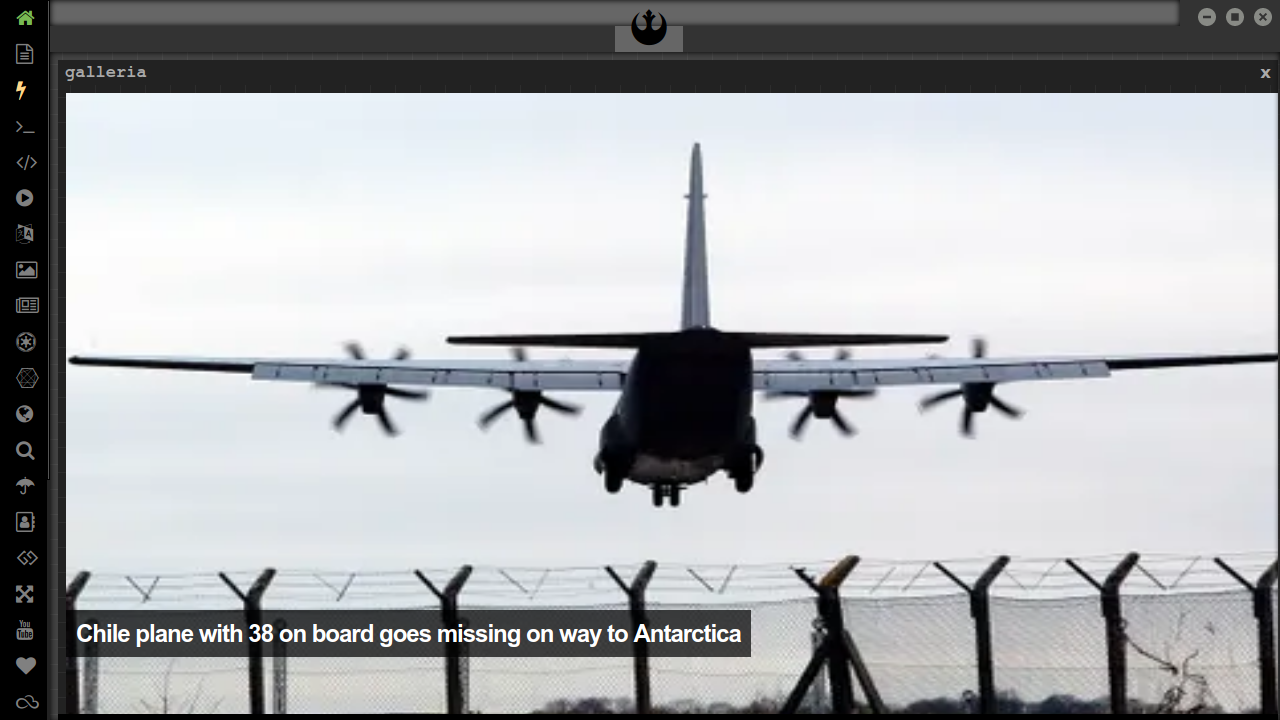 galleria x
Chile plane with 38 on board goes missing on way to Antarctica
You
Tube